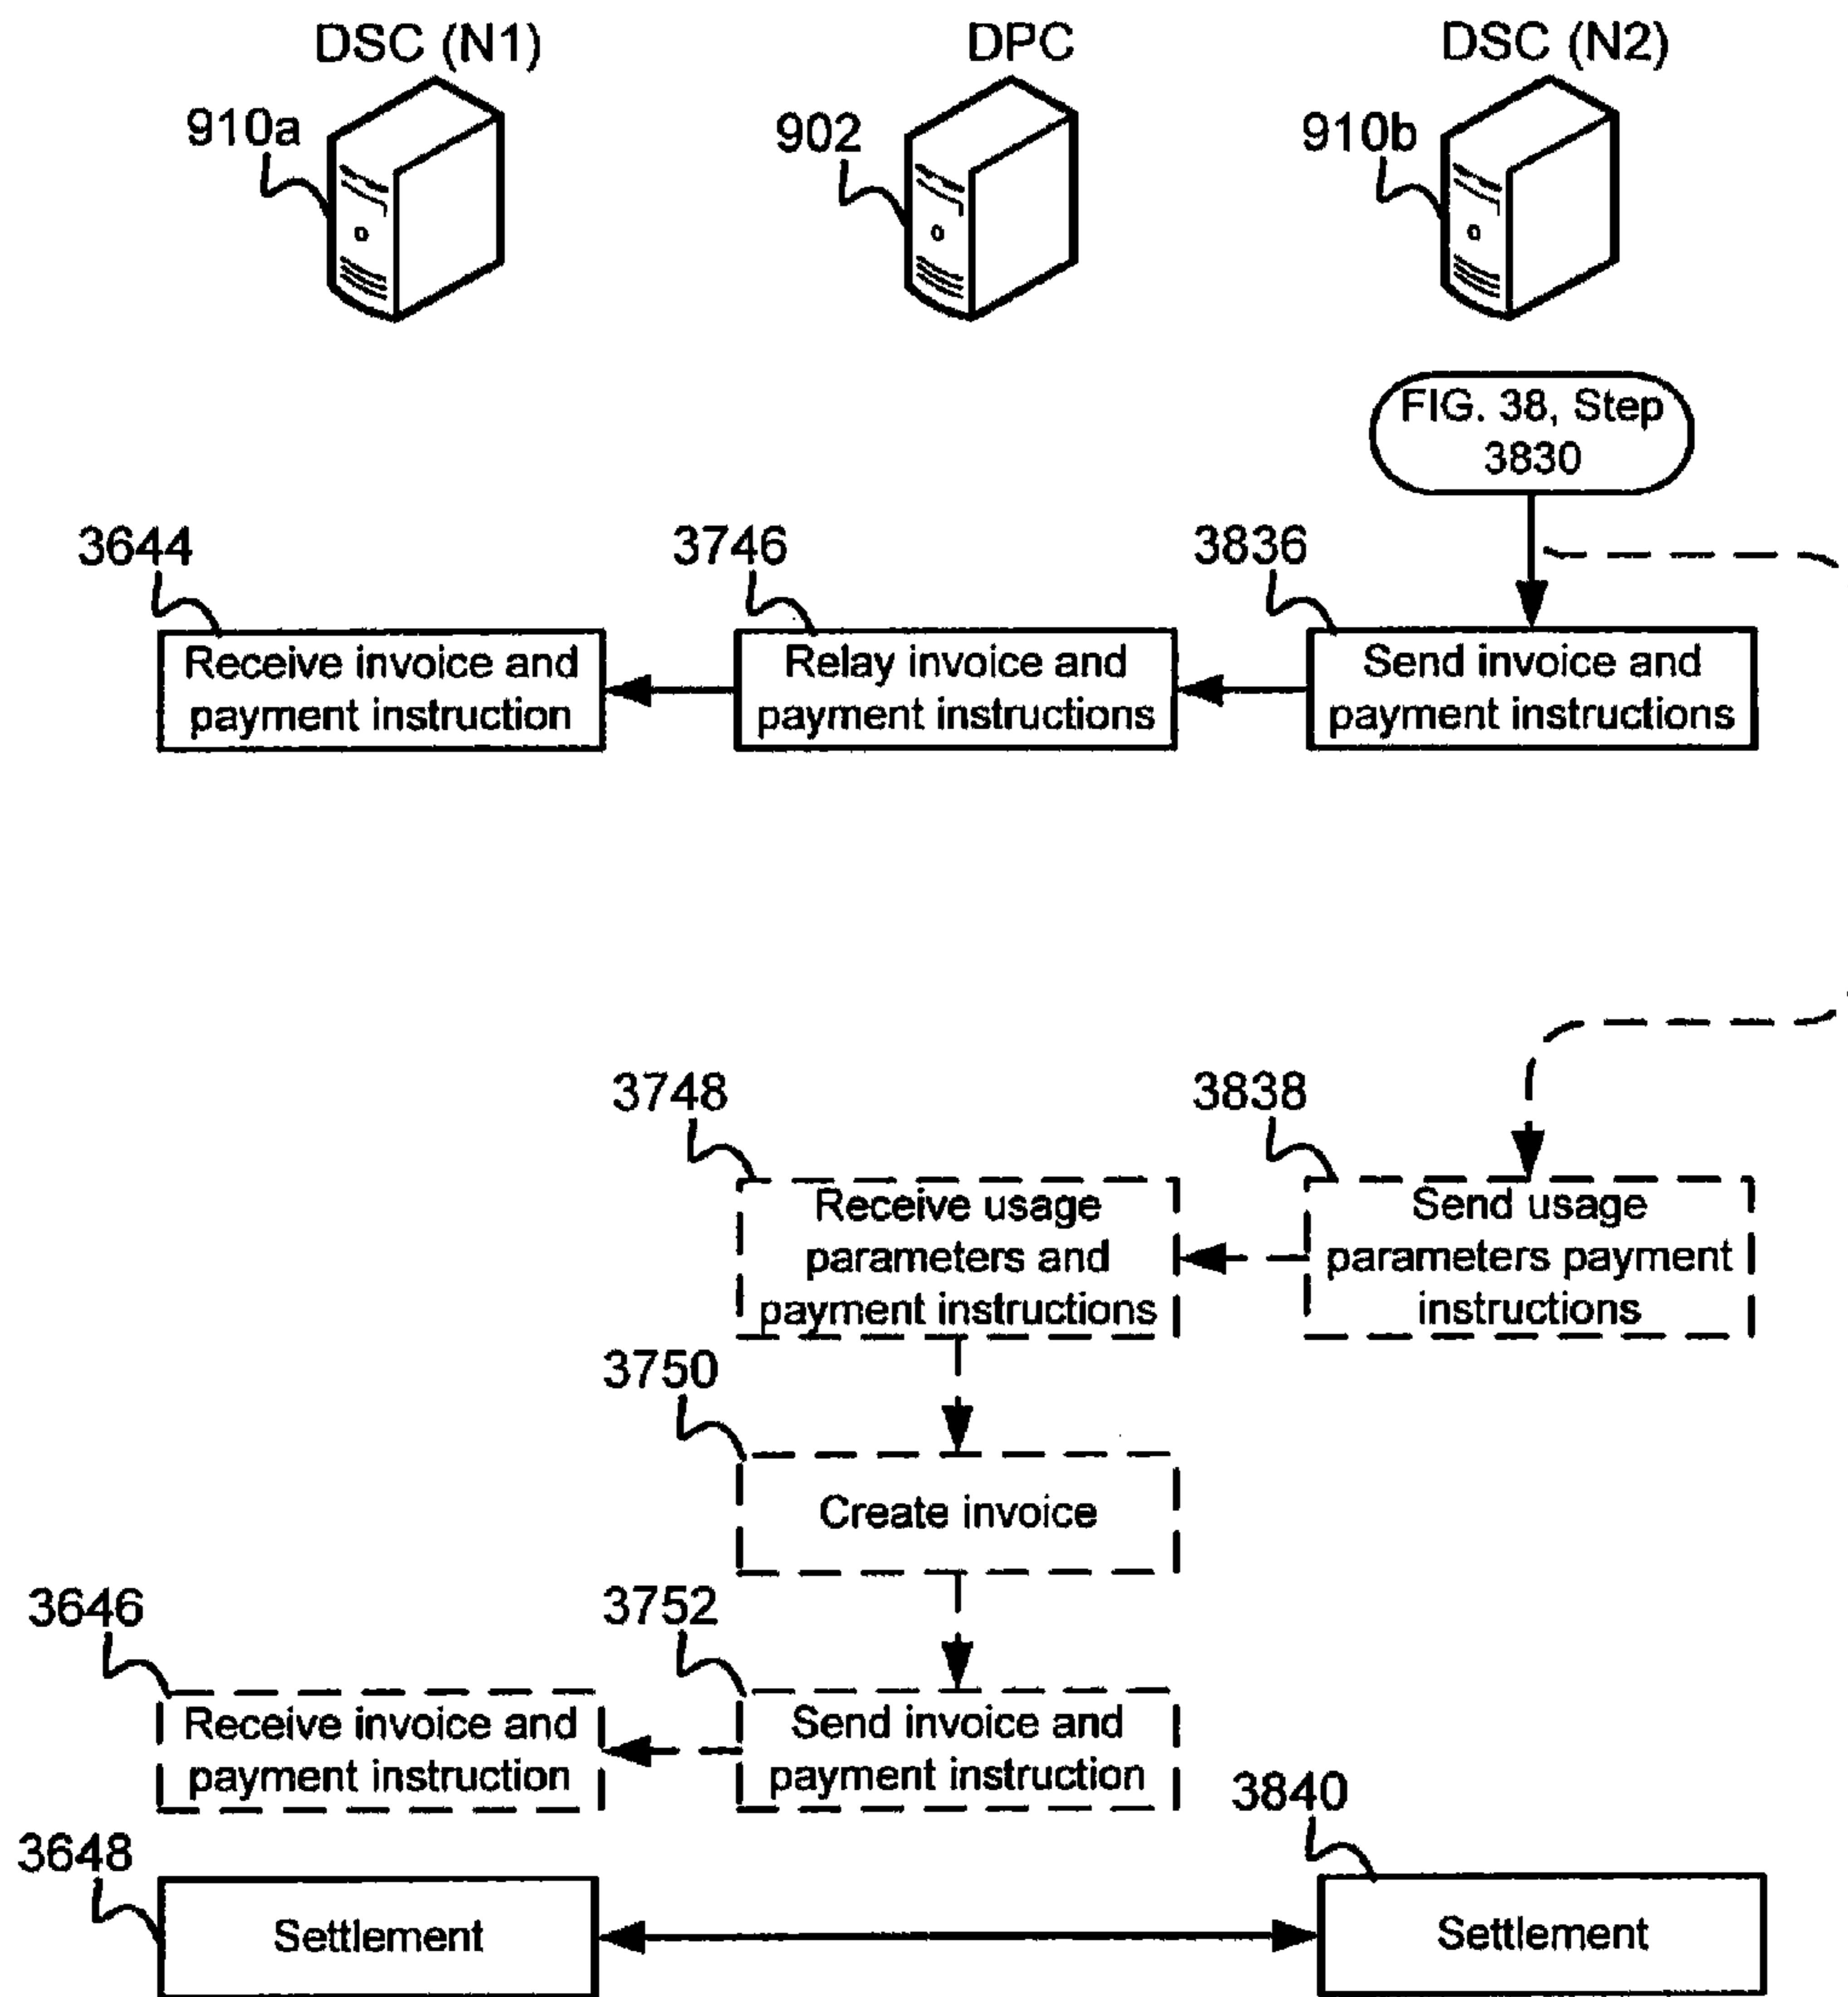 DSC (N1)
DPC
DSC (N2)
910a
902
910b
FIG. 38, Step
3830
3644
3746
3836
Receive invoice and
payment instruction
Relay invoice and
payment instructions
Send invoice and
payment instructions
3748
3838
Receive usage
parameters and
payment instructions
Send usage
parameters payment
instructions
3750
Create invoice
3646
3752
Receive invoice and
payment instruction
Send invoice and
payment instruction
3840
3648
Settlement
Settlement